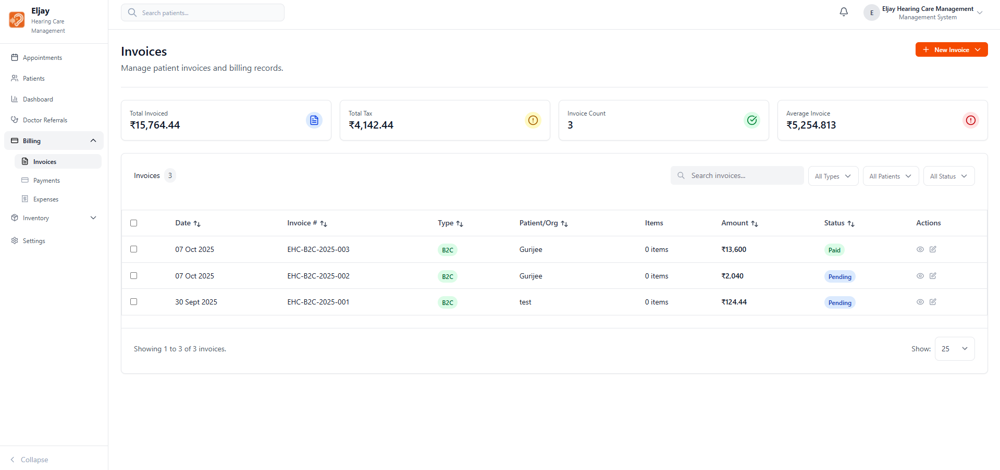 Eljay
Hearing Care
Management
Search patients...
E
Eljay Hearing Care Management
Management System
Appointments
Patients
Dashboard
Doctor Referrals
Billing
Invoices
Payments
Expenses
Inventory
Settings
Collapse
Invoices
Manage patient invoices and billing records.
New Invoice
Total Invoiced
₹15,764.44
Total Tax
₹4,142.44
Invoice Count
3
Average Invoice
₹5,254.813
Invoices 3
Search invoices...
All Types
All Patients
All Status
Date Invoice # Type Patient/Org Items Amount Status Actions
07 Oct 2025 EHC-B2C-2025-003 B2C Gurijee 0 items ₹13,600 Paid
07 Oct 2025 EHC-B2C-2025-002 B2C Gurijee 0 items ₹2,040 Pending
30 Sept 2025 EHC-B2C-2025-001 B2C test 0 items ₹124.44 Pending
Showing 1 to 3 of 3 invoices.
Show: 25